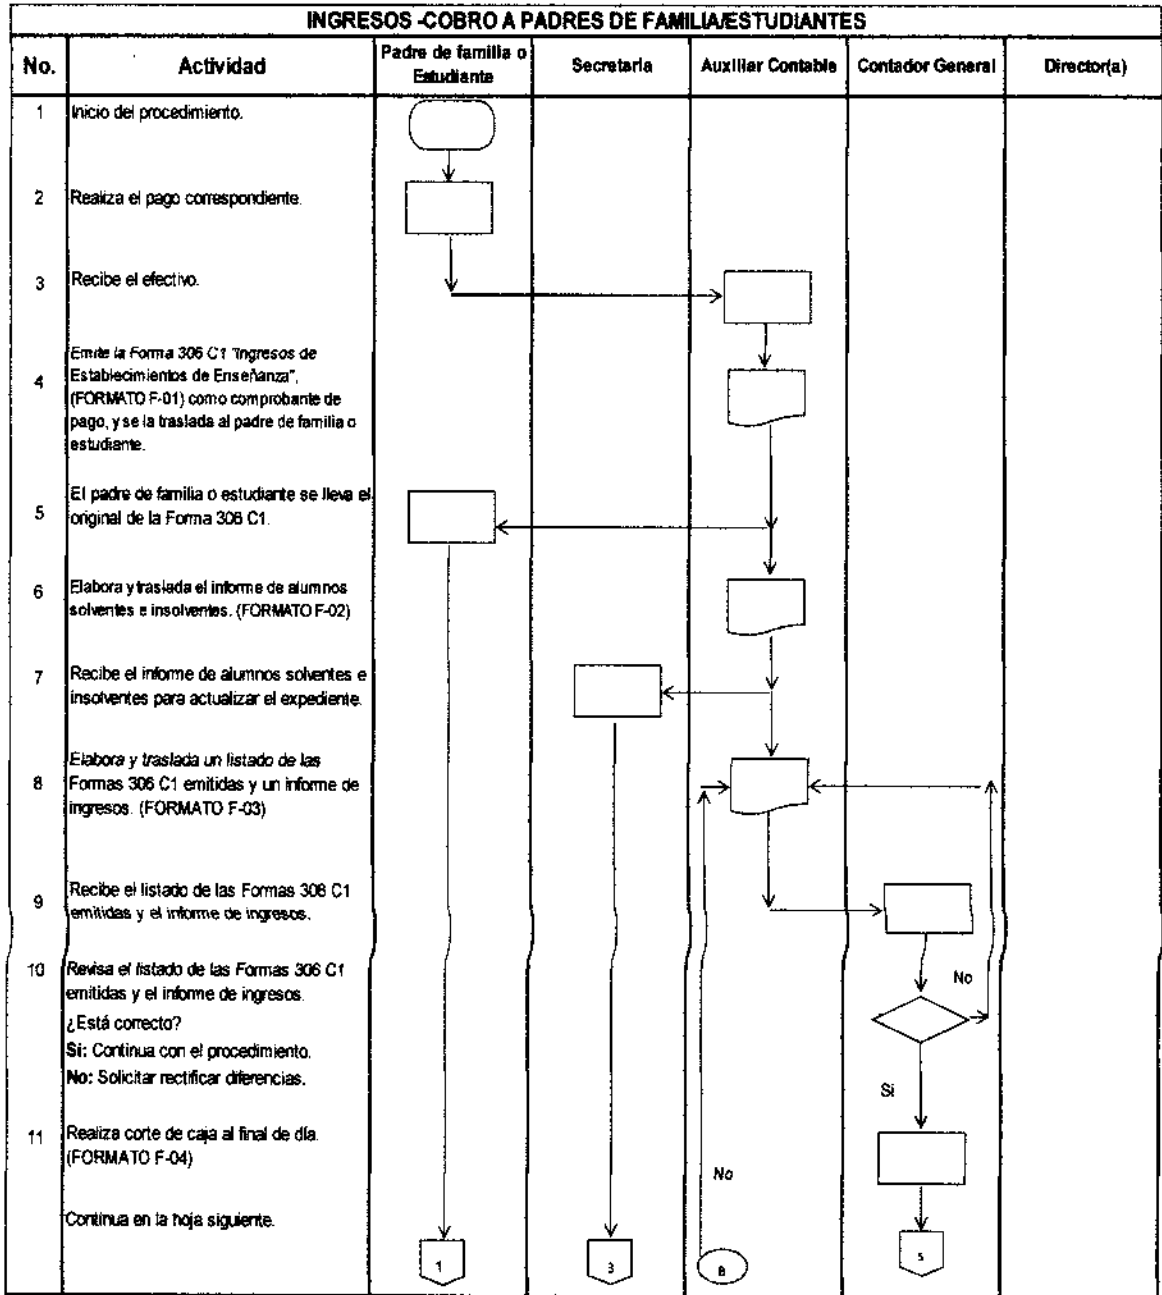 INGRESOS -COBRO A PADRES DE FAMILIA/ESTUDIANTES
No.
Actividad
Padre de familia o
Estudiante
Secretaria
Auxiliar Contable
Contador General
Director(a)
1
Inicio del procedimiento.
2
Realiza el pago correspondiente.
3
Recibe el efectivo.
4
Emite la Forma 306 C1 "Ingresos de
Establecimientos de Enseñanza",
(FORMATO F-01) como comprobante de
pago, y se la traslada al padre de familia o
estudiante.
5
El padre de familia o estudiante se lleva el
original de la Forma 306 C1.
6
Elabora y traslada el informe de alumnos
solventes e insolventes. (FORMATO F-02)
7
Recibe el informe de alumnos solventes e
insolventes para actualizar el expediente.
8
Elabora y traslada un listado de las
Formas 306 C1 emitidas y un informe de
ingresos. (FORMATO F-03)
9
Recibe el listado de las Formas 306 C1
emitidas y el informe de ingresos.
10
Revisa el listado de las Formas 306 C1
emitidas y el informe de ingresos.
¿Está correcto?
Si: Continua con el procedimiento.
No: Solicitar rectificar diferencias.
No
Si
11
Realiza corte de caja al final de día.
(FORMATO F-04)
No
Continua en la hoja siguiente.
1
3
B
5